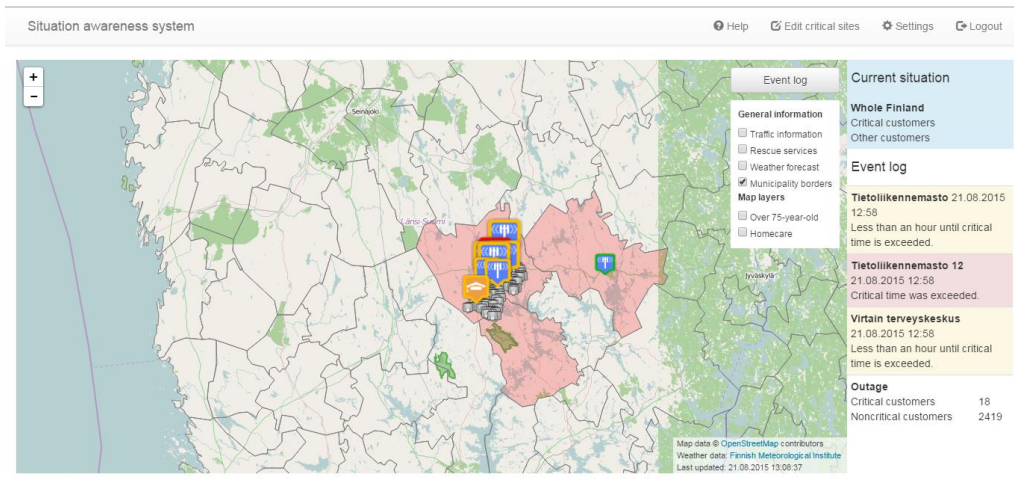 Situation awareness system
Help
Edit critical sites
Settings
Logout
+
-
Seinäjoki
Länsi-Suomi
Jyväskylä
Event log
General information
Traffic information
Rescue services
Weather forecast
Municipality borders
Map layers
Over 75-year-old
Homecare
Map data © OpenStreetMap contributors
Weather data: Finnish Meteorological Institute
Last updated: 21.08.2015 13:08:37
Current situation
Whole Finland
Critical customers
Other customers
Event log
Tietoliikennemasto 21.08.2015
12:58
Less than an hour until critical
time is exceeded.
Tietoliikennemasto 12
21.08.2015 12:58
Critical time was exceeded.
Virtain terveyskeskus
21.08.2015 12:58
Less than an hour until critical
time is exceeded.
Outage
Critical customers 18
Noncritical customers 2419